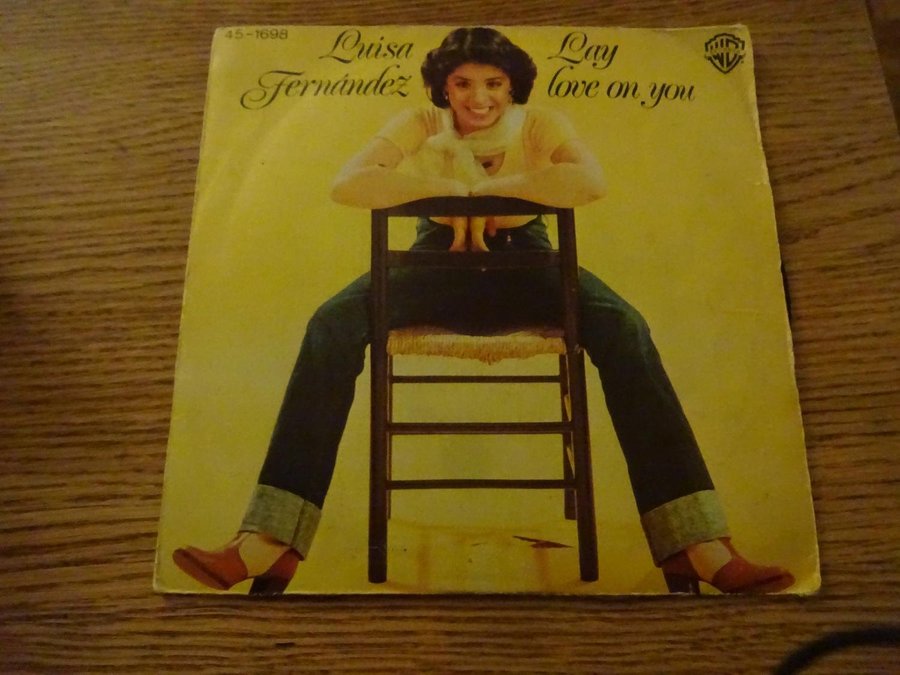 45-1698
Luisa
Fernández
Lay
love on you